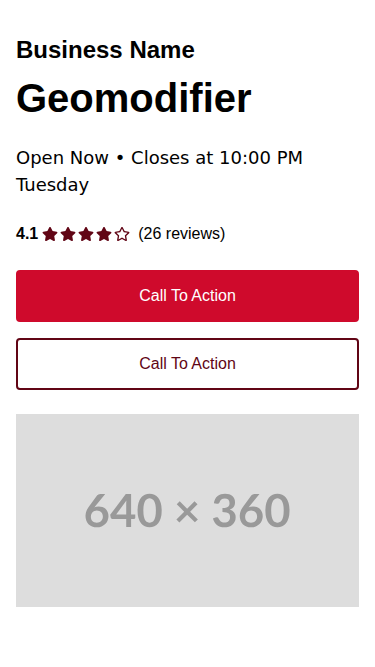 Business Name
Geomodifier
Open Now • Closes at 10:00 PM
Tuesday
4.1 (26 reviews)
Call To Action
Call To Action
640 × 360